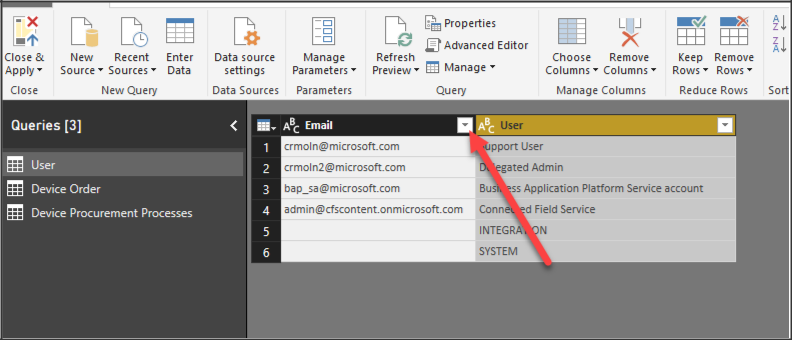 Close &
Apply
New
Source
Recent
Sources
Enter
Data
Data source
settings
Manage
Parameters
Refresh
Preview
Properties
Advanced Editor
Manage
Choose
Columns
Remove
Columns
Keep
Rows
Remove
Rows
A
Z
Z
A
Close
New Query
Data Sources
Parameters
Query
Manage Columns
Reduce Rows
Sort
Queries [3]
User
Device Order
Device Procurement Processes
ABC Email
ABC User
1 crmoln@microsoft.com Support User
2 crmoln2@microsoft.com Delegated Admin
3 bap_sa@microsoft.com Business Application Platform Service account
4 admin@cfscontent.onmicrosoft.com Connected Field Service
5 INTEGRATION
6 SYSTEM